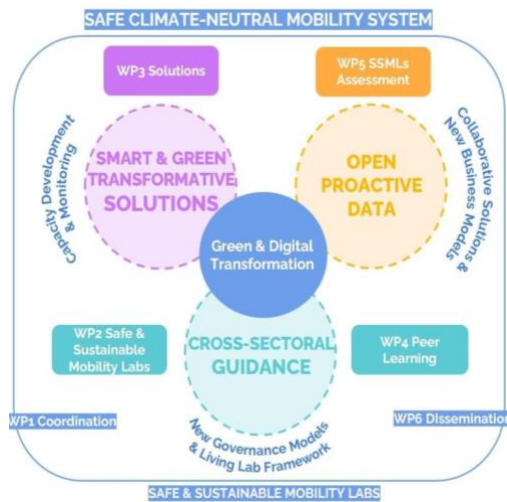 SAFE CLIMATE-NEUTRAL MOBILITY SYSTEM
WP3 Solutions
WP5 SSMLs
Assessment
Capacity Development
& Monitoring
SMART & GREEN
TRANSFORMATIVE
SOLUTIONS
OPEN
PROACTIVE
DATA
Collaborative Solutions &
New Business Models
Green & Digital
Transformation
WP2 Safe &
Sustainable
Mobility Labs
CROSS-SECTORAL
GUIDANCE
WP4 Peer
Learning
WP1 Coordination
WP6 DIssemination
New Governance Models
& Living Lab Framework
SAFE & SUSTAINABLE MOBILITY LABS